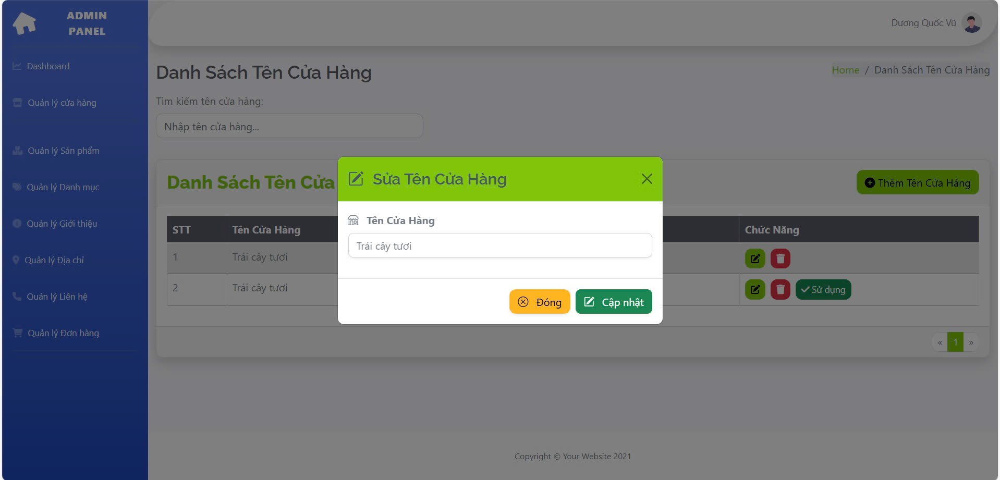 ADMIN
PANEL
Dashboard
Quản lý cửa hàng
Quản lý Sản phẩm
Quản lý Danh mục
Quản lý Giới thiệu
Quản lý Địa chỉ
Quản lý Liên hệ
Quản lý Đơn hàng
Dương Quốc Vũ
Danh Sách Tên Cửa Hàng
Home / Danh Sách Tên Cửa Hàng
Tìm kiếm tên cửa hàng:
Nhập tên cửa hàng...
Danh Sách Tên Cửa
Thêm Tên Cửa Hàng
STT Tên Cửa Hàng Chức Năng
1 Trái cây tươi
2 Trái cây tươi Sử dụng
« 1 »
Sửa Tên Cửa Hàng
Tên Cửa Hàng
Trái cây tươi
Đóng Cập nhật
Copyright © Your Website 2021